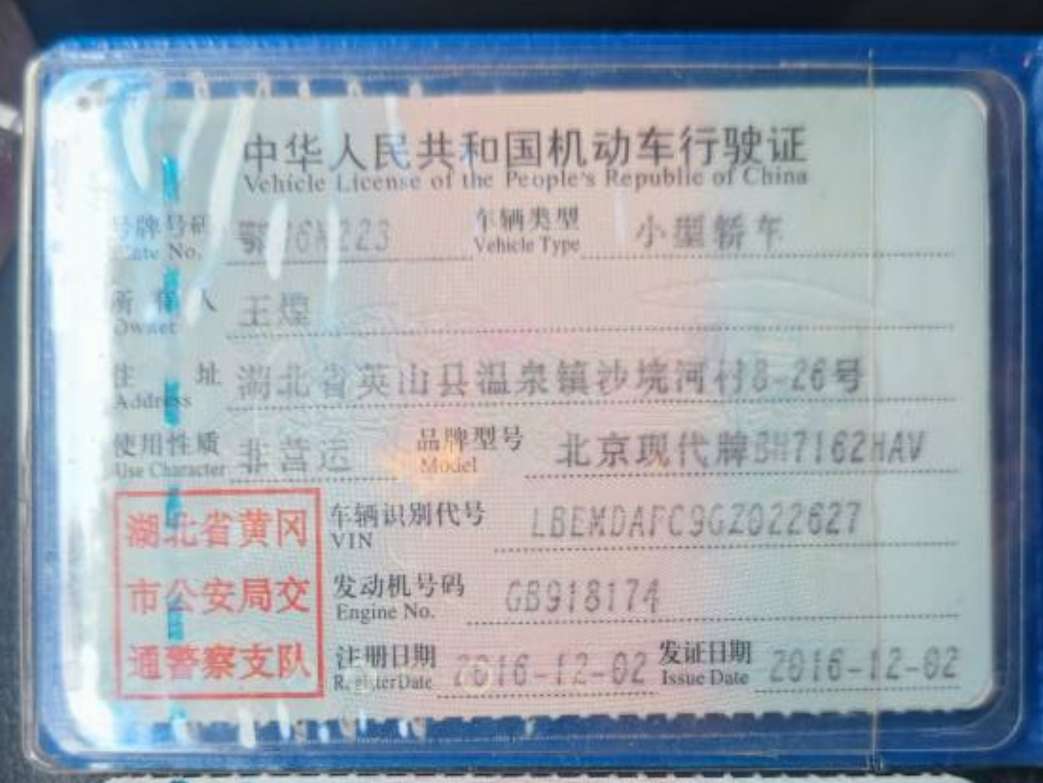 中华人民共和国机动车行驶证
Vehicle License of the People's Republic of China
号牌号码 车辆类型 小型轿车
Plate No. Vehicle Type
所有人 王煌
Owner
住址 湖北省英山县温泉镇沙境河村8-26号
Address
使用性质 非营运 品牌型号 北京现代牌BH7162HAV
Use Character Model
湖北省黄冈
市公安局交
通警察支队
车辆识别代号 LBEMDAFC9GZ022627
VIN
发动机号码 GB918174
Engine No.
注册日期 2016-12-02 发证日期 2016-12-02
Register Date Issue Date